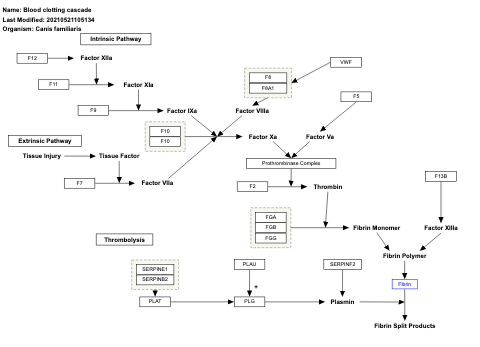 Name: Blood clotting cascade
Last Modified: 20210521105134
Organism: Canis familiaris
Intrinsic Pathway
F12
Factor XIIa
VWF
F8
F8A1
F11
Factor XIa
F5
F9
Factor IXa
Factor VIIIa
F10
F10
Factor Xa
Factor Va
Extrinsic Pathway
Tissue Injury
Tissue Factor
Prothrombinase Complex
F7
Factor VIIa
F2
Thrombin
F13B
FGA
FGB
FGG
Fibrin Monomer
Factor XIIIa
Thrombolysis
Fibrin Polymer
SERPINE1
SERPINB2
PLAU
SERPINF2
Fibrin
+
PLAT
PLG
Plasmin
Fibrin Split Products